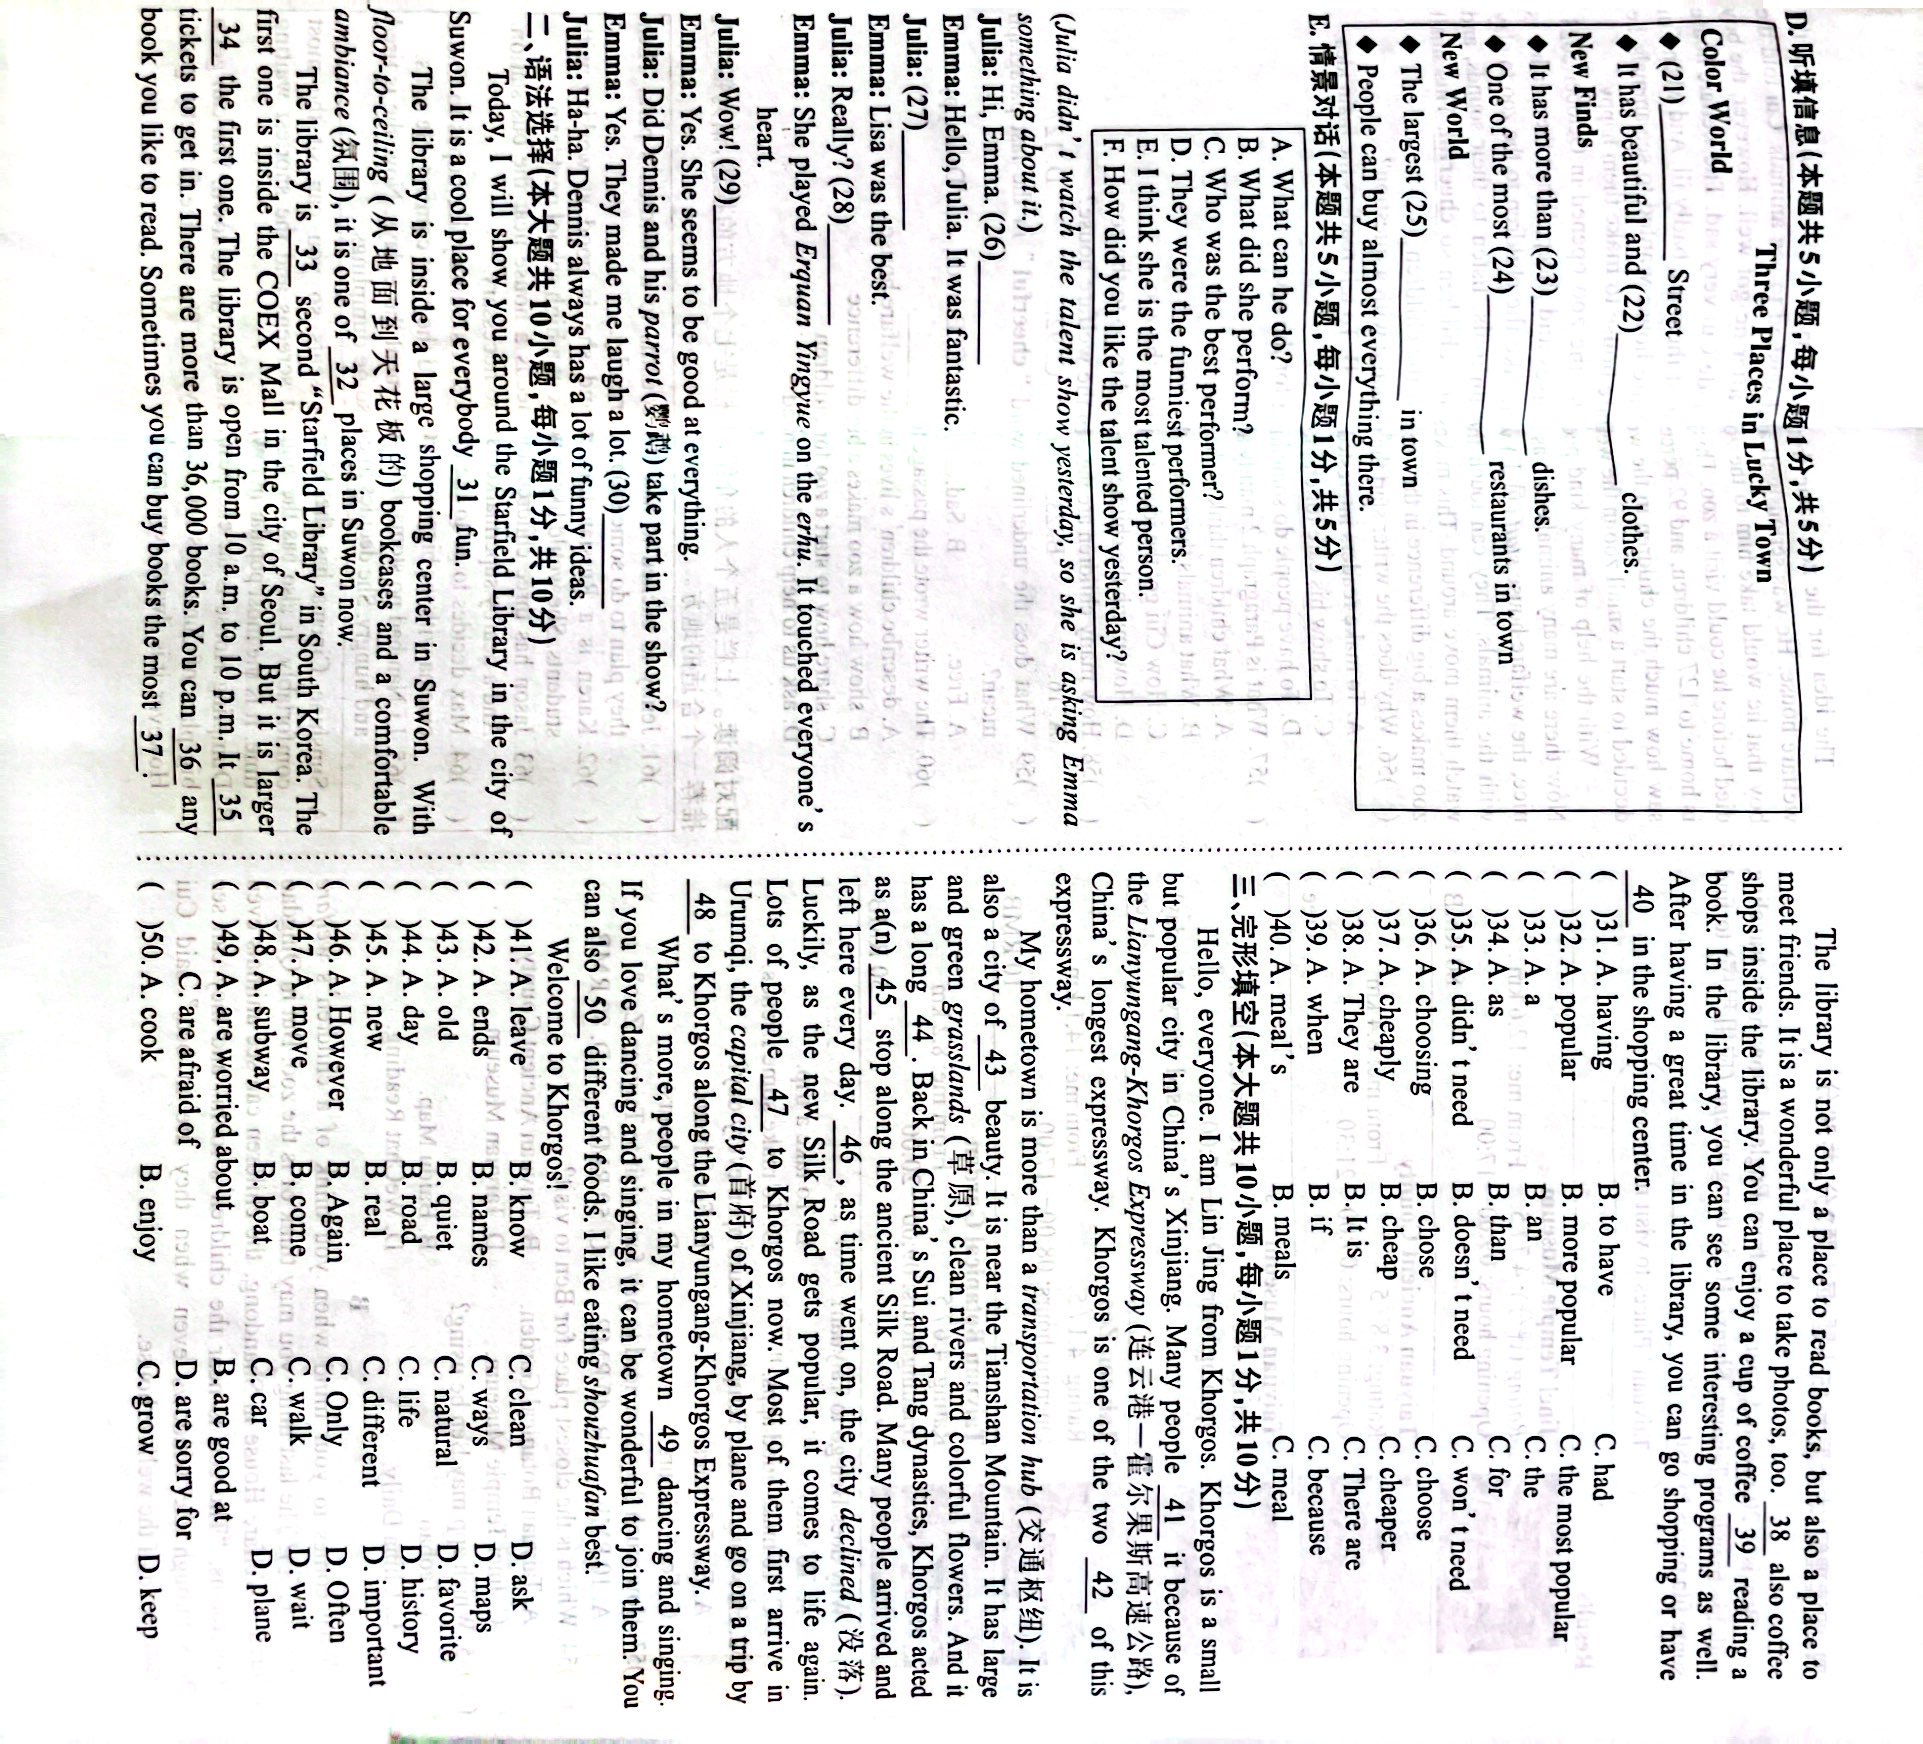 D. 听填信息(本题共5小题,每小题1分,共5分)
Three Places in Lucky Town
Color World
◆ (21)________ Street
◆ It has beautiful and (22)________ clothes.
New Finds
◆ It has more than (23)________ dishes.
◆ One of the most (24)________ restaurants in town
New World
◆ The largest (25)________ in town
◆ People can buy almost everything there.
E. 情景对话(本题共5小题,每小题1分,共5分)
A. What can he do?
B. What did she perform?
C. Who was the best performer?
D. They were the funniest performers.
E. I think she is the most talented person.
F. How did you like the talent show yesterday?
(Julia didn't watch the talent show yesterday, so she is asking Emma
something about it.)
Julia: Hi, Emma. (26)________
Emma: Hello, Julia. It was fantastic.
Julia: (27)________
Emma: Lisa was the best.
Julia: Really? (28)________
Emma: She played Erquan Yingyue on the erhu. It touched everyone's
heart.
Julia: Wow! (29)________
Emma: Yes. She seems to be good at everything.
Julia: Did Dennis and his parrot (鹦鹉) take part in the show?
Emma: Yes. They made me laugh a lot. (30)________
Julia: Ha-ha. Dennis always has a lot of funny ideas.
二、语法选择(本大题共10小题,每小题1分,共10分)
Today, I will show you around the Starfield Library in the city of
Suwon. It is a cool place for everybody 31 fun.
The library is inside a large shopping center in Suwon. With
floor-to-ceiling (从地面到天花板的) bookcases and a comfortable
ambiance (氛围), it is one of 32 places in Suwon now.
The library is 33 second "Starfield Library" in South Korea. The
first one is inside the COEX Mall in the city of Seoul. But it is larger
34 the first one. The library is open from 10 a.m. to 10 p.m. It 35
tickets to get in. There are more than 36,000 books. You can 36 any
book you like to read. Sometimes you can buy books the most 37.
The library is not only a place to read books, but also a place to
meet friends. It is a wonderful place to take photos, too. 38 also coffee
shops inside the library. You can enjoy a cup of coffee 39 reading a
book. In the library, you can see some interesting programs as well.
After having a great time in the library, you can go shopping or have
40 in the shopping center.
( )31. A. having B. to have C. had
( )32. A. popular B. more popular C. the most popular
( )33. A. a B. an C. the
( )34. A. as B. than C. for
( )35. A. didn't need B. doesn't need C. won't need
( )36. A. choosing B. chose C. choose
( )37. A. cheaply B. cheap C. cheaper
( )38. A. They are B. It is C. There are
( )39. A. when B. if C. because
( )40. A. meal's B. meals C. meal
三、完形填空(本大题共10小题,每小题1分,共10分)
Hello, everyone. I am Lin Jing from Khorgos. Khorgos is a small
but popular city in China's Xinjiang. Many people 41 it because of
the Lianyungang-Khorgos Expressway (连云港—霍尔果斯高速公路),
China's longest expressway. Khorgos is one of the two 42 of this
expressway.
My hometown is more than a transportation hub (交通枢纽). It is
also a city of 43 beauty. It is near the Tianshan Mountain. It has large
and green grasslands (草原), clean rivers and colorful flowers. And it
has a long 44. Back in China's Sui and Tang dynasties, Khorgos acted
as a(n) 45 stop along the ancient Silk Road. Many people arrived and
left here every day. 46, as time went on, the city declined (没落).
Luckily, as the new Silk Road gets popular, it comes to life again.
Lots of people 47 to Khorgos now. Most of them first arrive in
Urumqi, the capital city (首府) of Xinjiang, by plane and go on a trip by
48 to Khorgos along the Lianyungang-Khorgos Expressway.
What's more, people in my hometown 49 dancing and singing.
If you love dancing and singing, it can be wonderful to join them. You
can also 50 different foods. I like eating shouzhuafan best.
Welcome to Khorgos!
( )41. A. leave B. know C. clean D. ask
( )42. A. ends B. names C. ways D. maps
( )43. A. old B. quiet C. natural D. favorite
( )44. A. day B. road C. life D. history
( )45. A. new B. real C. different D. important
( )46. A. However B. Again C. Only D. Often
( )47. A. move B. come C. walk D. wait
( )48. A. subway B. boat C. car D. plane
( )49. A. are worried about B. are good at
C. are afraid of D. are sorry for
( )50. A. cook B. enjoy C. grow D. keep